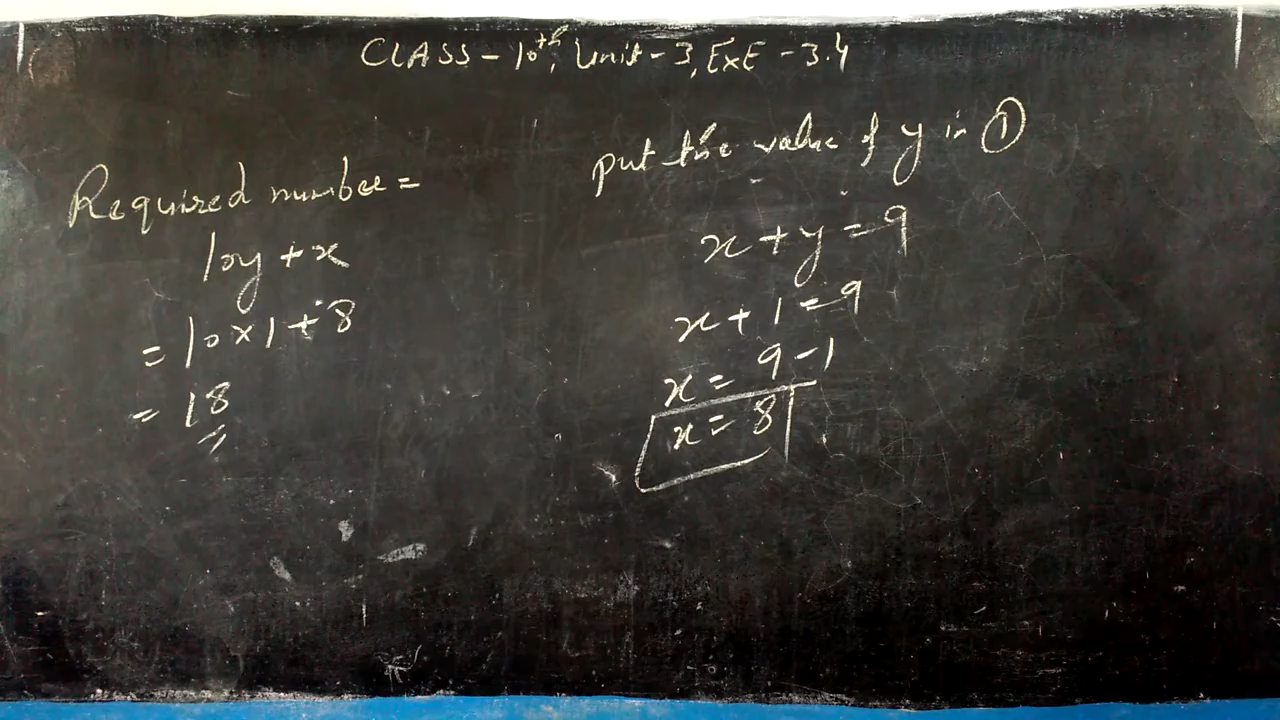 CLASS - 10th, Unit - 3, ExE - 3.4
Required number =
10y + x
= 10 × 1 + 8
= 18
put the value of y in ①
x + y = 9
x + 1 = 9
x = 9 - 1
x = 8